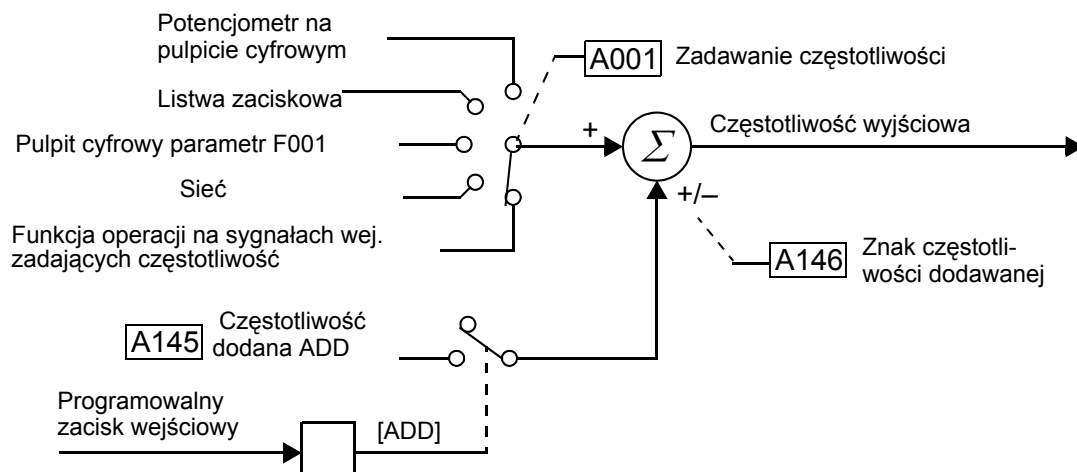 Potencjometr na
pulpicie cyfrowym
A001 Zadawanie częstotliwości
Listwa zaciskowa
Pulpit cyfrowy parametr F001
+
Σ
Częstotliwość wyjściowa
Sieć
+/–
Funkcja operacji na sygnałach wej.
zadających częstotliwość
A146 Znak częstotli-
wości dodawanej
A145 Częstotliwość
dodana ADD
Programowalny
zacisk wejściowy
[ADD]